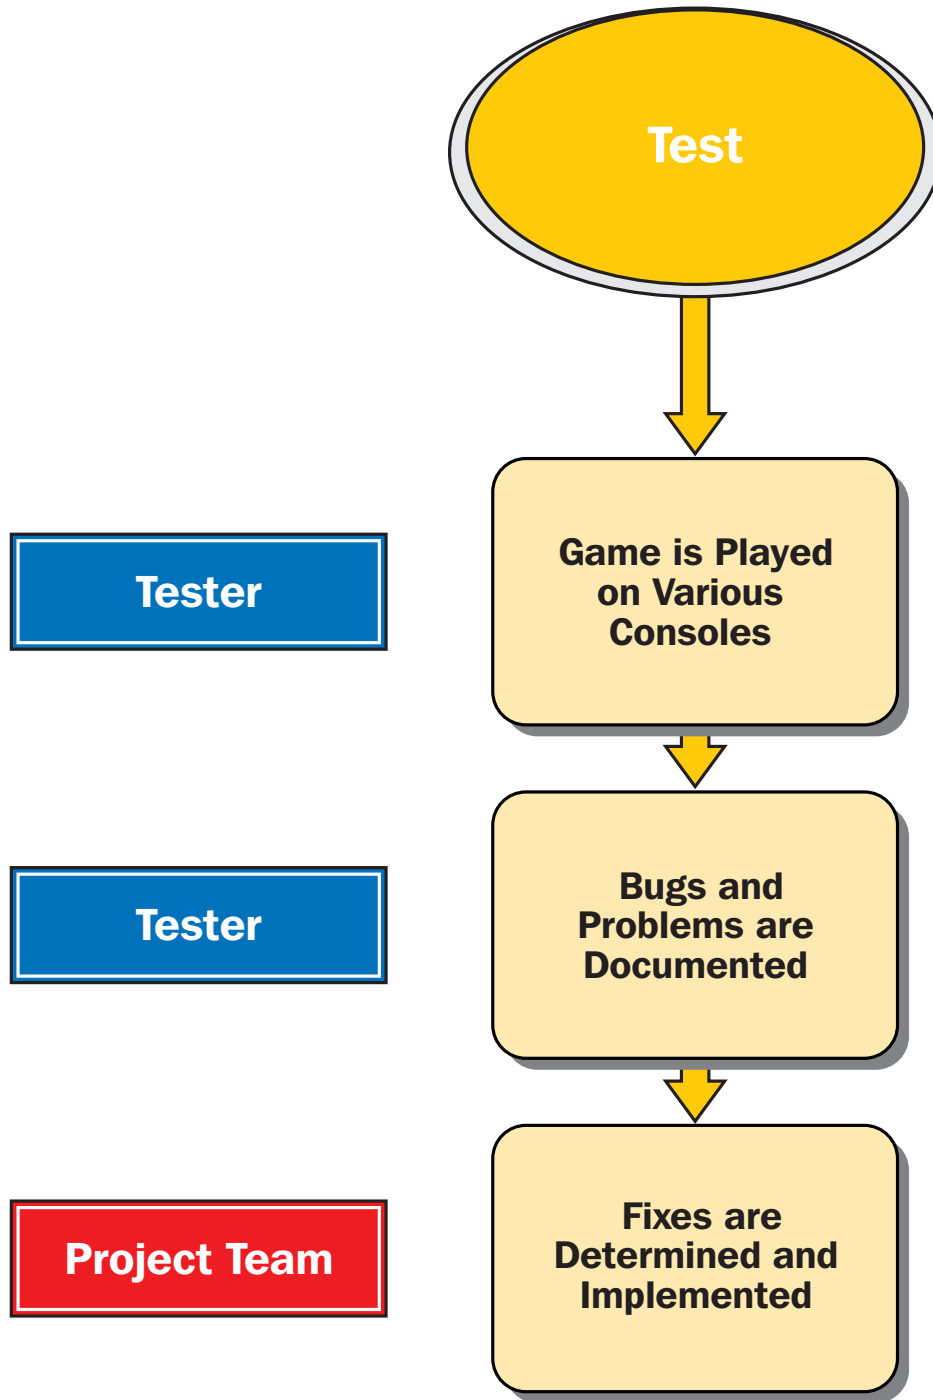 Test
Tester
Game is Played
on Various
Consoles
Tester
Bugs and
Problems are
Documented
Project Team
Fixes are
Determined and
Implemented